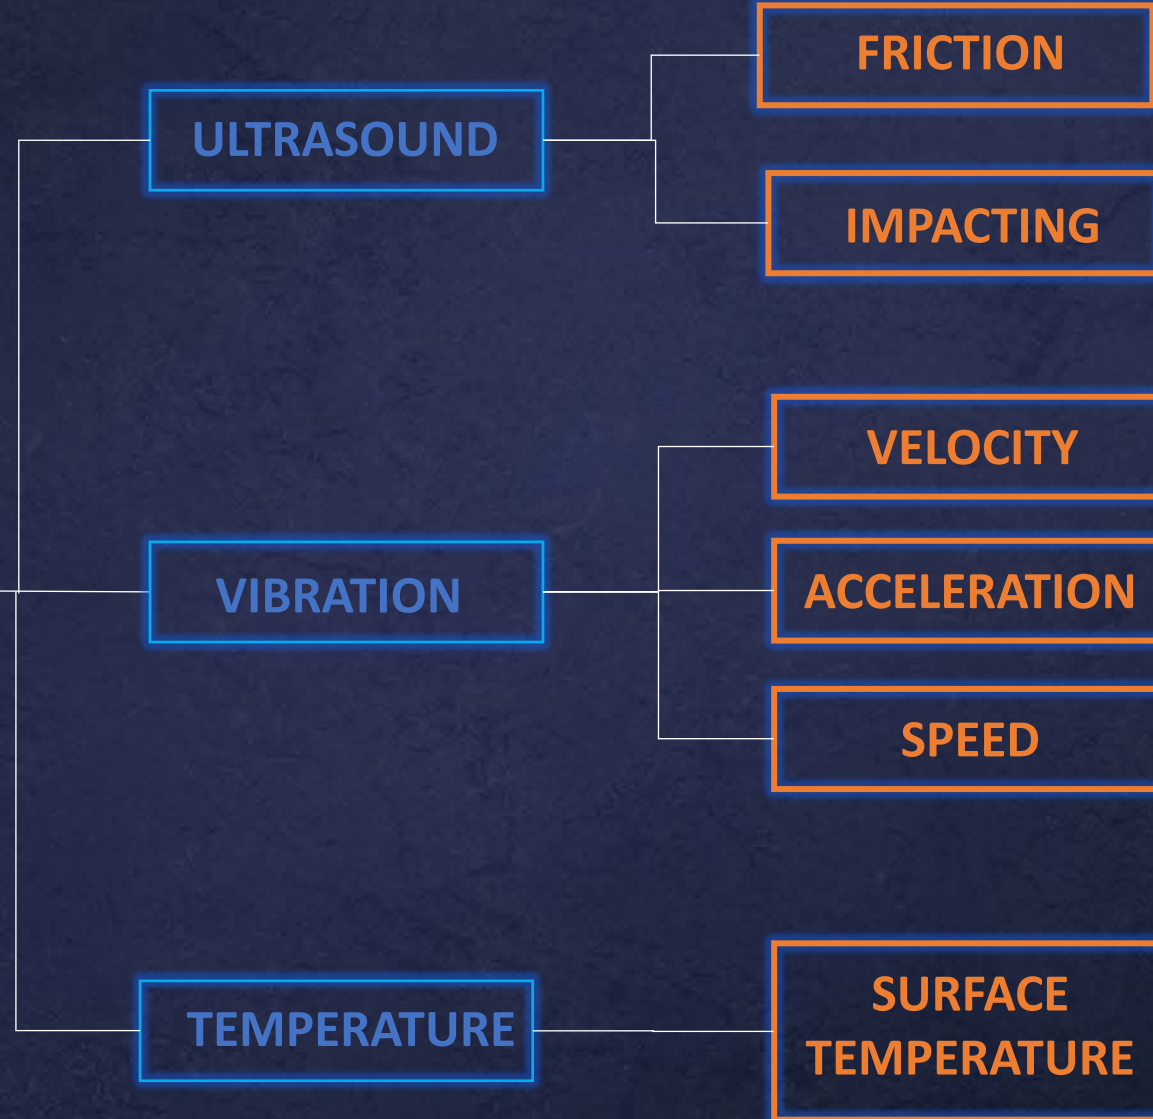 FRICTION
ULTRASOUND
IMPACTING
VELOCITY
VIBRATION
ACCELERATION
SPEED
TEMPERATURE
SURFACE
TEMPERATURE